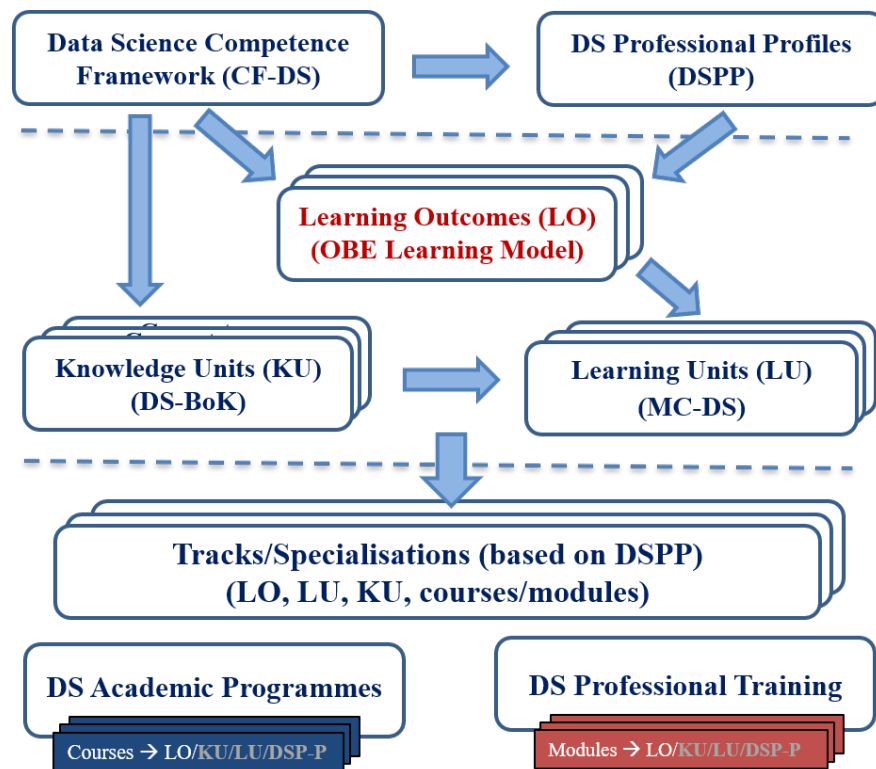 Data Science Competence
Framework (CF-DS)
DS Professional Profiles
(DSPP)
Learning Outcomes (LO)
(OBE Learning Model)
Knowledge Units (KU)
(DS-BoK)
Learning Units (LU)
(MC-DS)
Tracks/Specialisations (based on DSPP)
(LO, LU, KU, courses/modules)
DS Academic Programmes
Courses → LO/KU/LU/DSP-P
DS Professional Training
Modules → LO/KU/LU/DSP-P